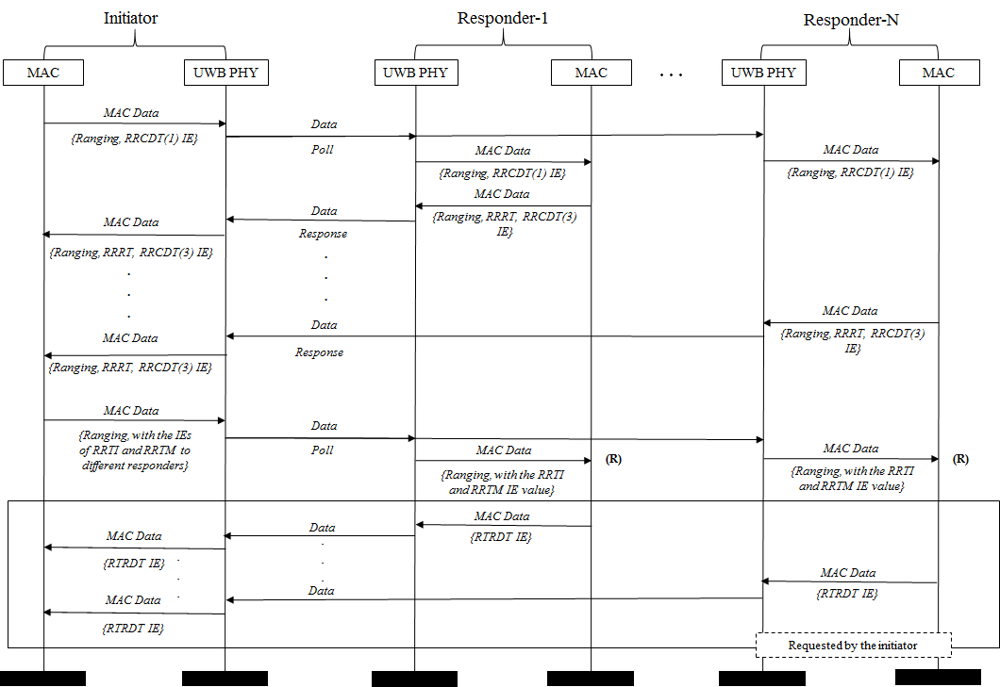 Initiator
Responder-1
Responder-N
MAC
UWB PHY
UWB PHY
MAC
. . .
UWB PHY
MAC
MAC Data
{Ranging, RRCDT(1) IE}
Data
Poll
MAC Data
{Ranging, RRCDT(1) IE}
MAC Data
{Ranging, RRCDT(1) IE}
MAC Data
{Ranging, RRRT, RRCDT(3)
IE}
Data
Response
MAC Data
{Ranging, RRRT, RRCDT(3) IE}
MAC Data
{Ranging, RRRT, RRCDT(3)
IE}
Data
Response
MAC Data
{Ranging, RRRT, RRCDT(3) IE}
MAC Data
{Ranging, with the IEs
of RRTI and RRTM to
different responders}
Data
Poll
MAC Data
{Ranging, with the RRTI
and RRTM IE value}
(R)
MAC Data
{Ranging, with the RRTI
and RRTM IE value}
(R)
MAC Data
{RTRDT IE}
Data
MAC Data
{RTRDT IE}
MAC Data
{RTRDT IE}
Data
MAC Data
{RTRDT IE}
Requested by the initiator